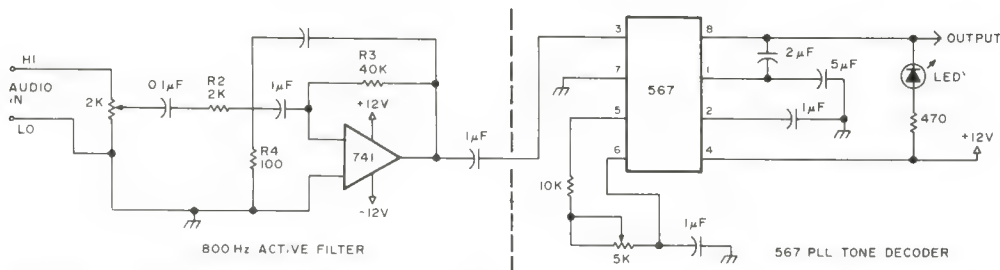 HI
AUDIO
IN
LO
2K
0.1µF
R2
2K
1µF
R3
40K
+12V
741
-12V
R4
100
1µF
800Hz ACTIVE FILTER
3
7
5
6
567
8
1
2
4
2µF
5µF
1µF
OUTPUT
LED
470
+12V
10K
5K
1µF
567 PLL TONE DECODER